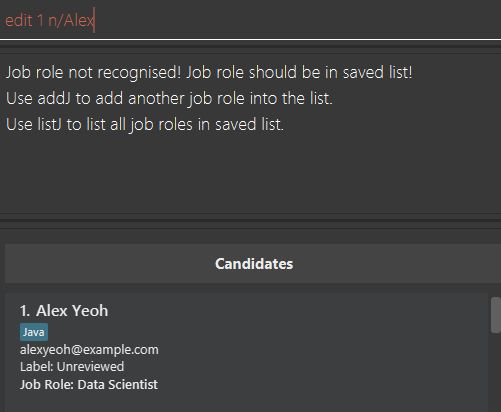 edit 1 n/Alex
Job role not recognised! Job role should be in saved list!
Use addJ to add another job role into the list.
Use listJ to list all job roles in saved list.
Candidates
1. Alex Yeoh
Java
alexyeoh@example.com
Label: Unreviewed
Job Role: Data Scientist